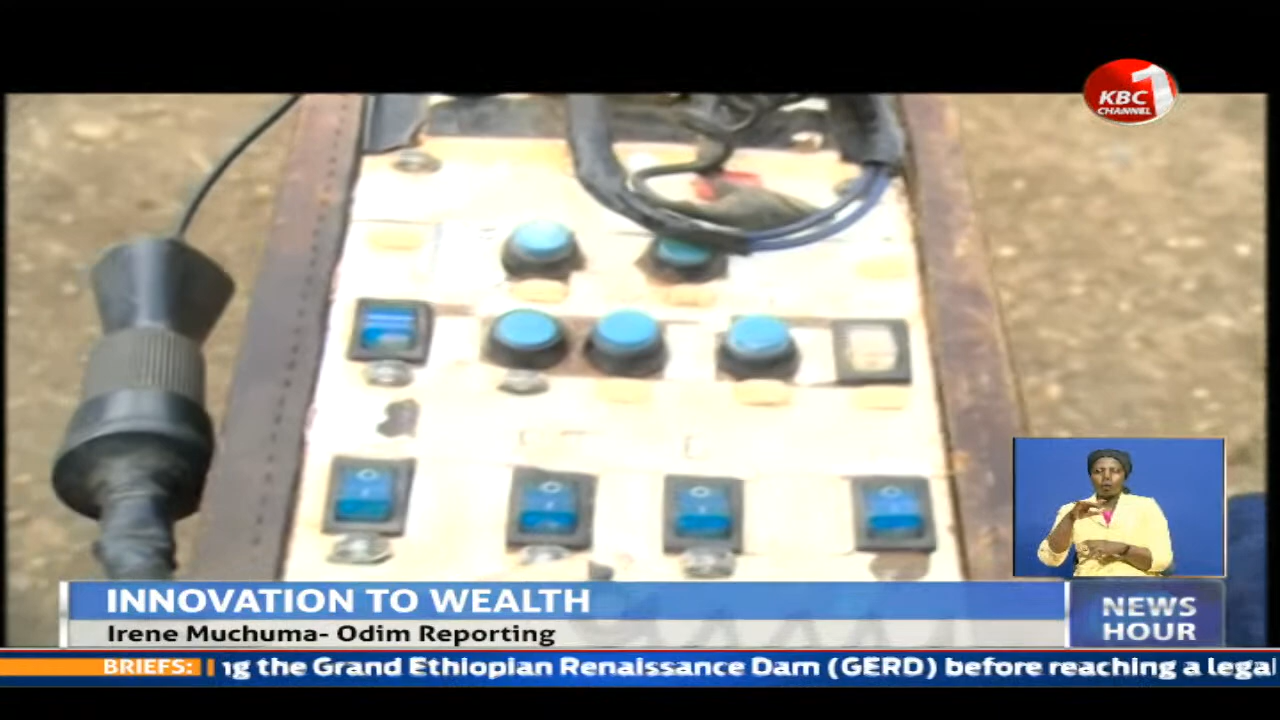 KBC 1
CHANNEL
INNOVATION TO WEALTH
Irene Muchuma- Odim Reporting
NEWS
HOUR
BRIEFS: ng the Grand Ethiopian Renaissance Dam (GERD) before reaching a legal